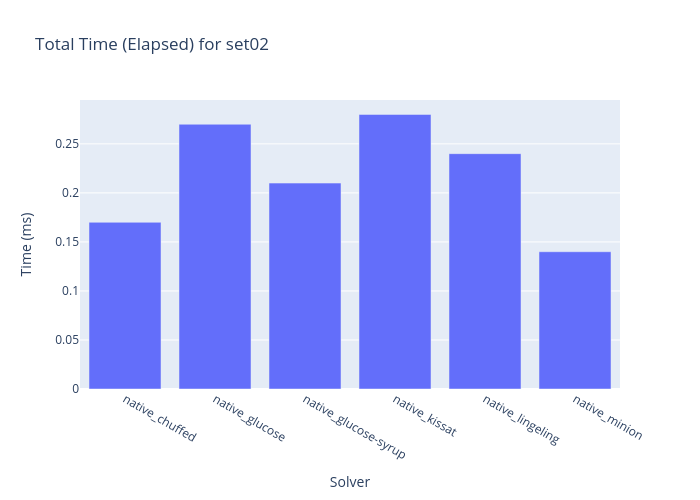 Total Time (Elapsed) for set02
Time (ms)
0.25
0.2
0.15
0.1
0.05
0
native_chuffed
native_glucose
native_glucose-syrup
native_kissat
native_lingeling
native_minion
Solver